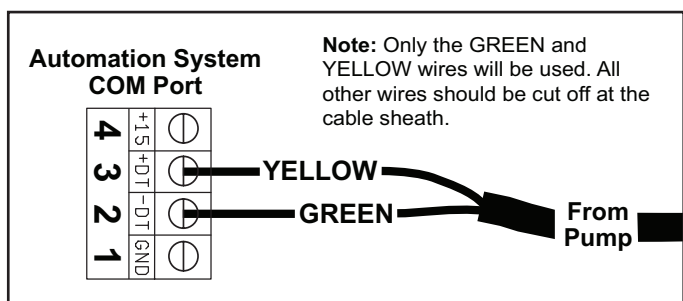 Automation System
COM Port
Note: Only the GREEN and
YELLOW wires will be used. All
other wires should be cut off at the
cable sheath.
4 +15
3 +DT
YELLOW
2 -DT
GREEN
1 GND
From
Pump